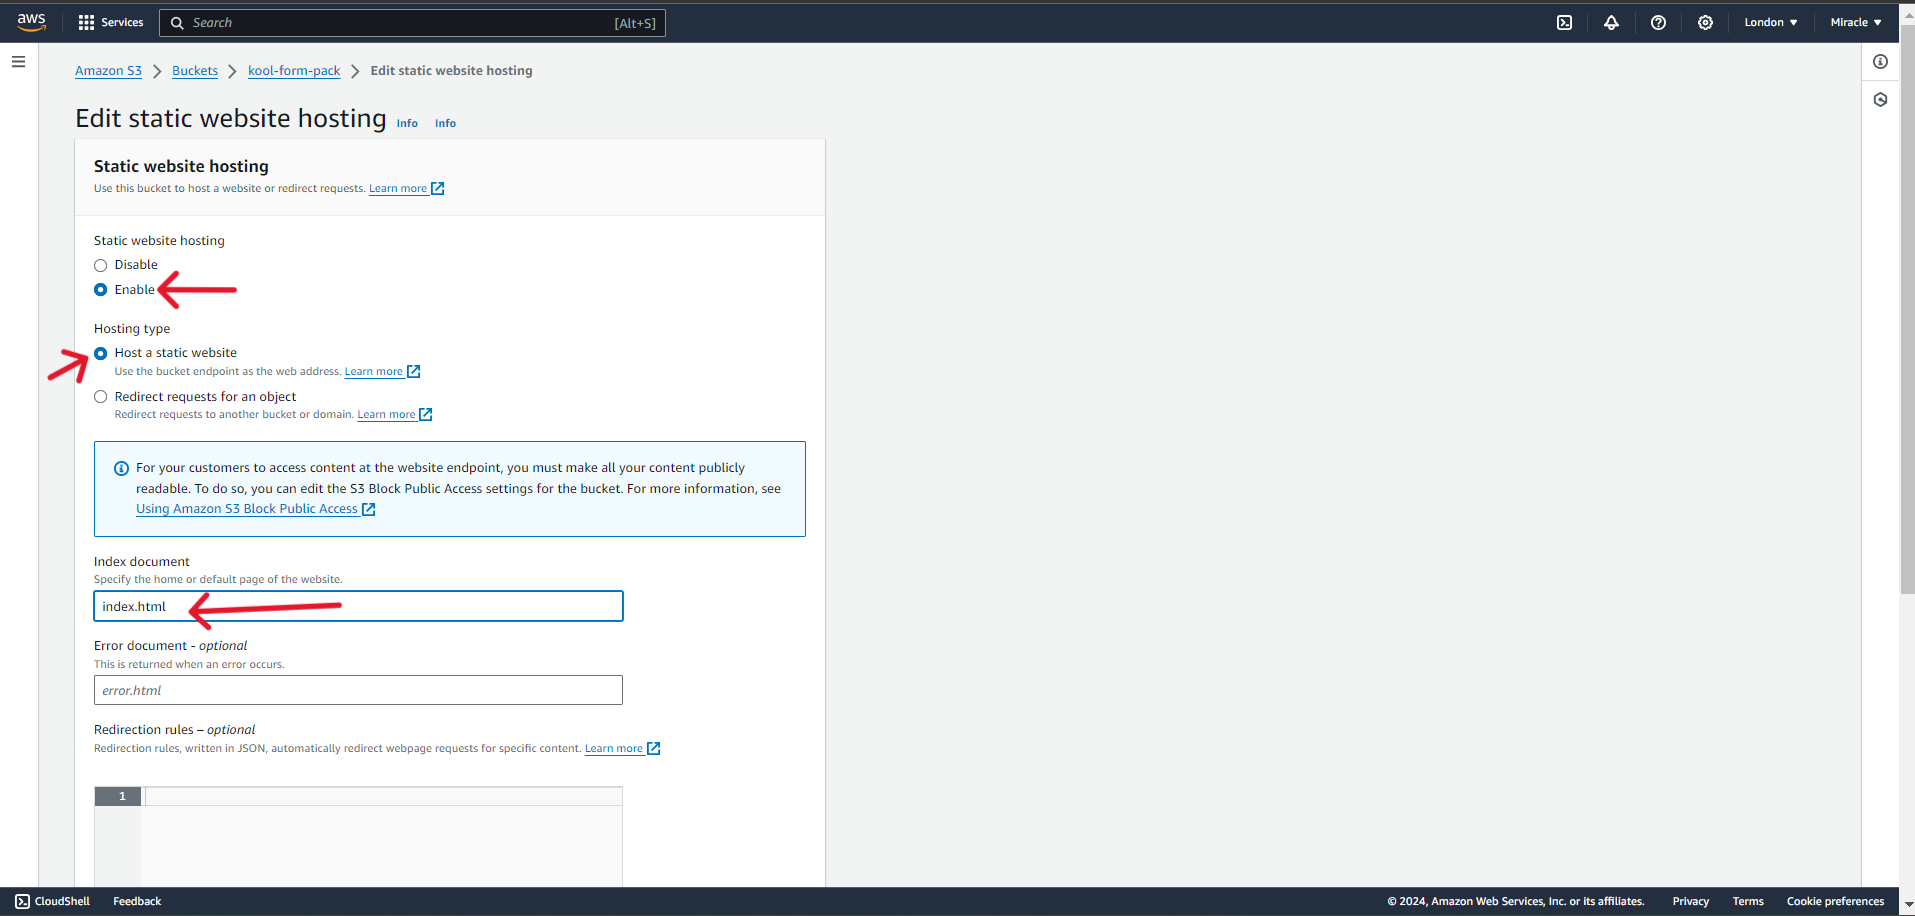 aws
Services
Search [Alt+S]
London
Miracle
Amazon S3 > Buckets > kool-form-pack > Edit static website hosting
Edit static website hosting Info Info
Static website hosting
Use this bucket to host a website or redirect requests. Learn more
Static website hosting
Disable
Enable
Hosting type
Host a static website
Use the bucket endpoint as the web address. Learn more
Redirect requests for an object
Redirect requests to another bucket or domain. Learn more
For your customers to access content at the website endpoint, you must make all your content publicly
readable. To do so, you can edit the S3 Block Public Access settings for the bucket. For more information, see
Using Amazon S3 Block Public Access
Index document
Specify the home or default page of the website.
index.html
Error document - optional
This is returned when an error occurs.
error.html
Redirection rules – optional
Redirection rules, written in JSON, automatically redirect webpage requests for specific content. Learn more
1
CloudShell Feedback © 2024, Amazon Web Services, Inc. or its affiliates. Privacy Terms Cookie preferences